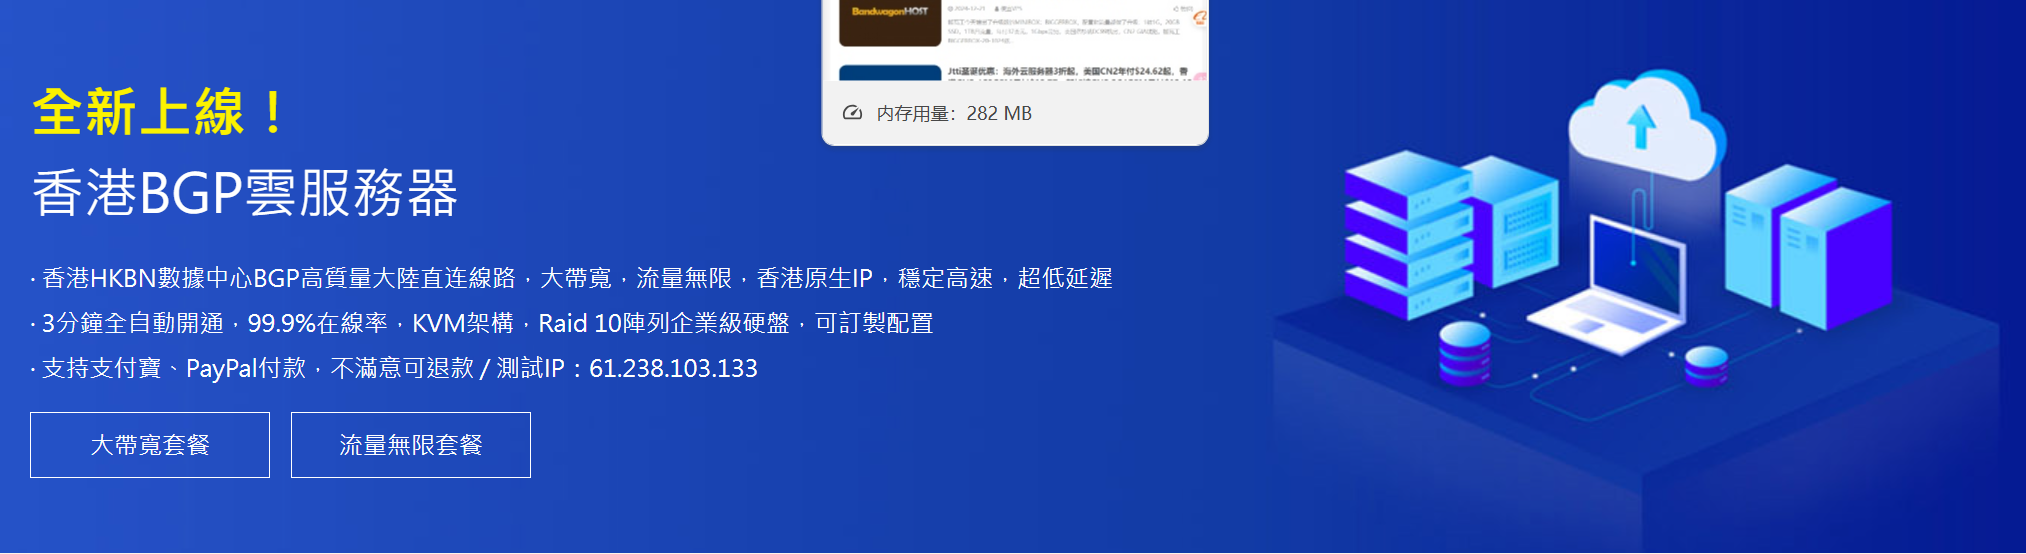 BandwagonHOST
Jtti圣诞优惠：海外云服务器3折起，美国CN2年付$24.62起，香
内存用量：282 MB
全新上線！
香港BGP雲服務器
· 香港HKBN數據中心BGP高質量大陸直连線路，大帶寬，流量無限，香港原生IP，穩定高速，超低延遲
· 3分鐘全自動開通，99.9%在線率，KVM架構，Raid 10陣列企業級硬盤，可訂製配置
· 支持支付寶、PayPal付款，不滿意可退款 / 測試IP：61.238.103.133
大帶寬套餐
流量無限套餐